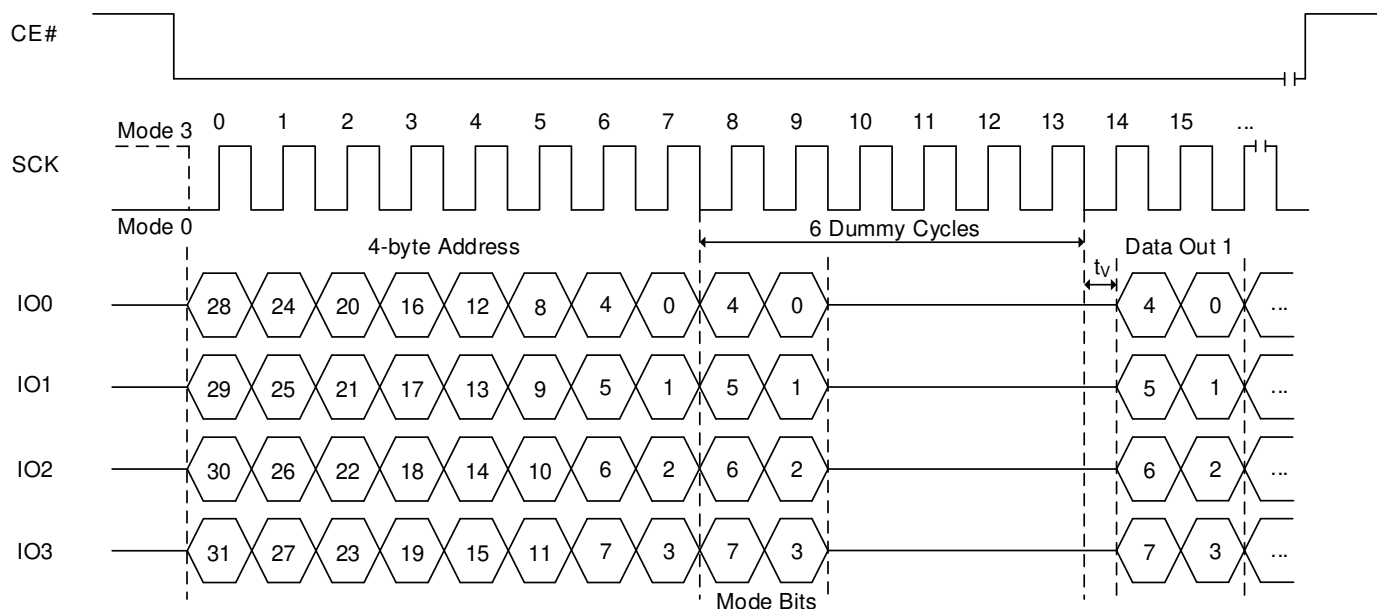 CE#
Mode 3 0 1 2 3 4 5 6 7 8 9 10 11 12 13 14 15 ...
SCK
Mode 0
4-byte Address 6 Dummy Cycles Data Out 1
tV
IO0 28 24 20 16 12 8 4 0 4 0 4 0 ...
IO1 29 25 21 17 13 9 5 1 5 1 5 1 ...
IO2 30 26 22 18 14 10 6 2 6 2 6 2 ...
IO3 31 27 23 19 15 11 7 3 7 3 7 3 ...
Mode Bits